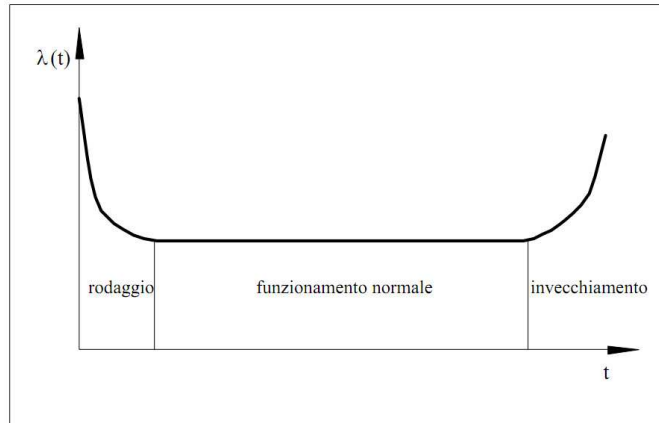 λ(t)
rodaggio
funzionamento normale
invecchiamento
t